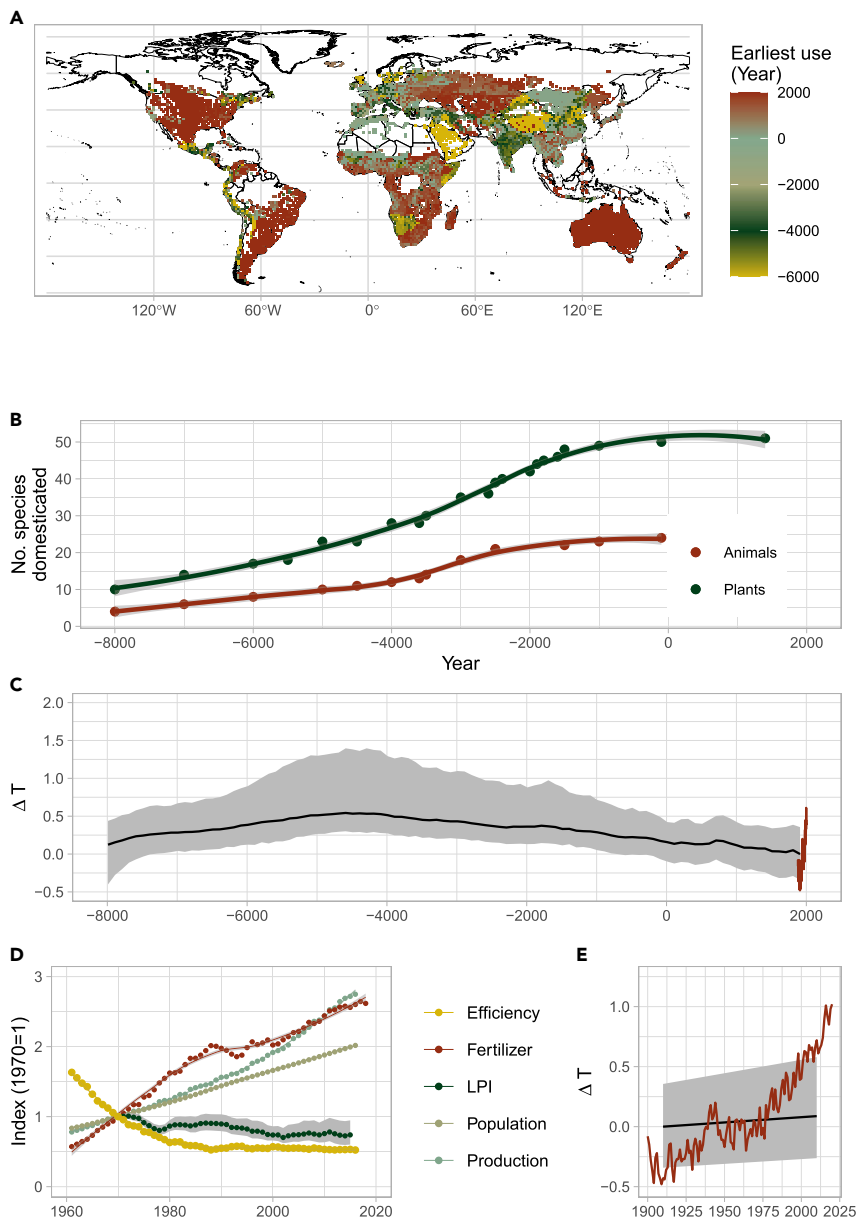 A
Earliest use
(Year)
2000
0
−2000
−4000
−6000
120°W 60°W 0° 60°E 120°E
B
No. species
domesticated
50
40
30
20
10
0
Animals
Plants
−8000 −6000 −4000 −2000 0 2000
Year
C
Δ T
2.0
1.5
1.0
0.5
0.0
−0.5
−8000 −6000 −4000 −2000 0 2000
D
Index (1970=1)
3
2
1
0
1960 1980 2000 2020
Efficiency
Fertilizer
LPI
Population
Production
E
Δ T
1.0
0.5
0.0
−0.5
1900 1925 1950 1975 2000 2025